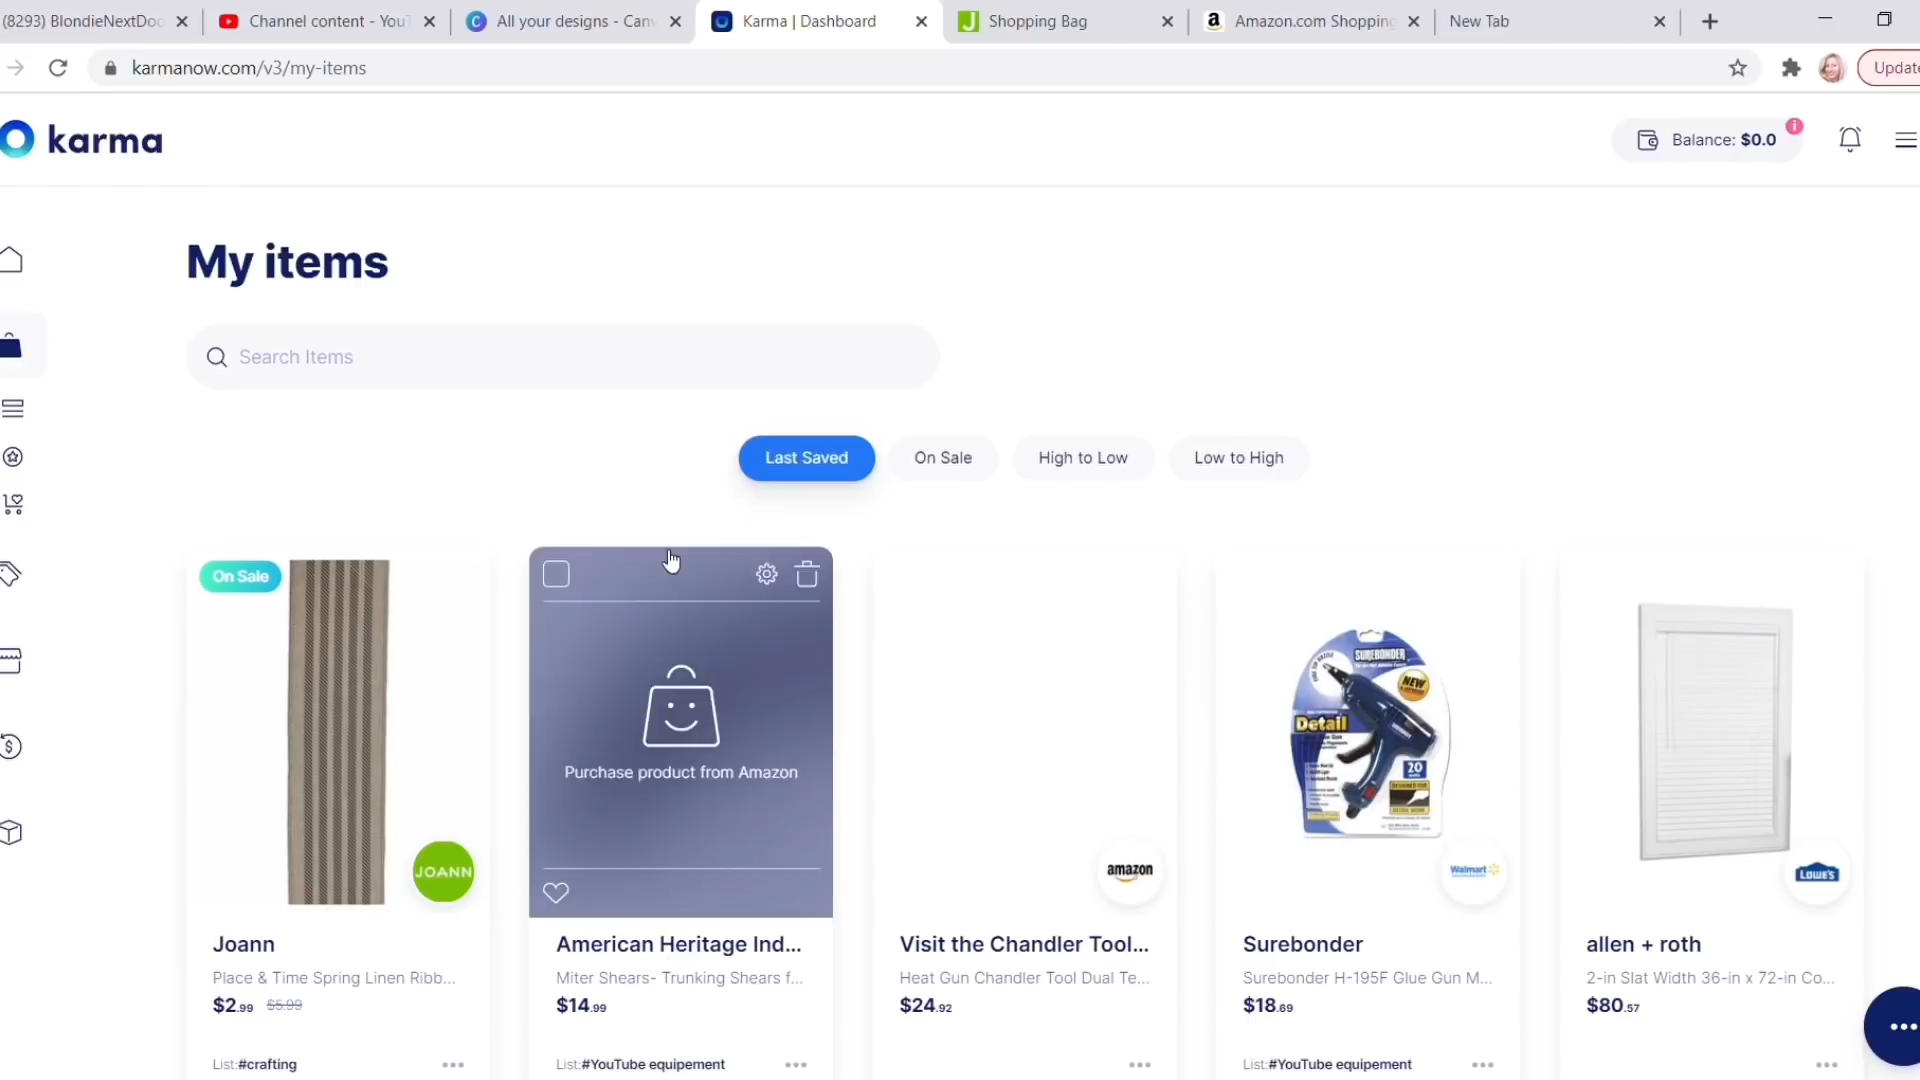 (8293) BlondieNextDoo
Channel content - YouT
All your designs - Canv
Karma | Dashboard
Shopping Bag
Amazon.com Shopping
New Tab
karmanow.com/v3/my-items
Update
karma
Balance: $0.0
My items
Search Items
Last Saved
On Sale
High to Low
Low to High
On Sale
JOANN
Joann
Place & Time Spring Linen Ribb...
$2.99 $5.99
List:#crafting
Purchase product from Amazon
American Heritage Ind...
Miter Shears- Trunking Shears f...
$14.99
List:#YouTube equipement
amazon
Visit the Chandler Tool...
Heat Gun Chandler Tool Dual Te...
$24.92
SUREBONDER
NEW
Detail
20
Walmart
Surebonder
Surebonder H-195F Glue Gun M...
$18.69
List:#YouTube equipement
LOWE'S
allen + roth
2-in Slat Width 36-in x 72-in Co...
$80.57